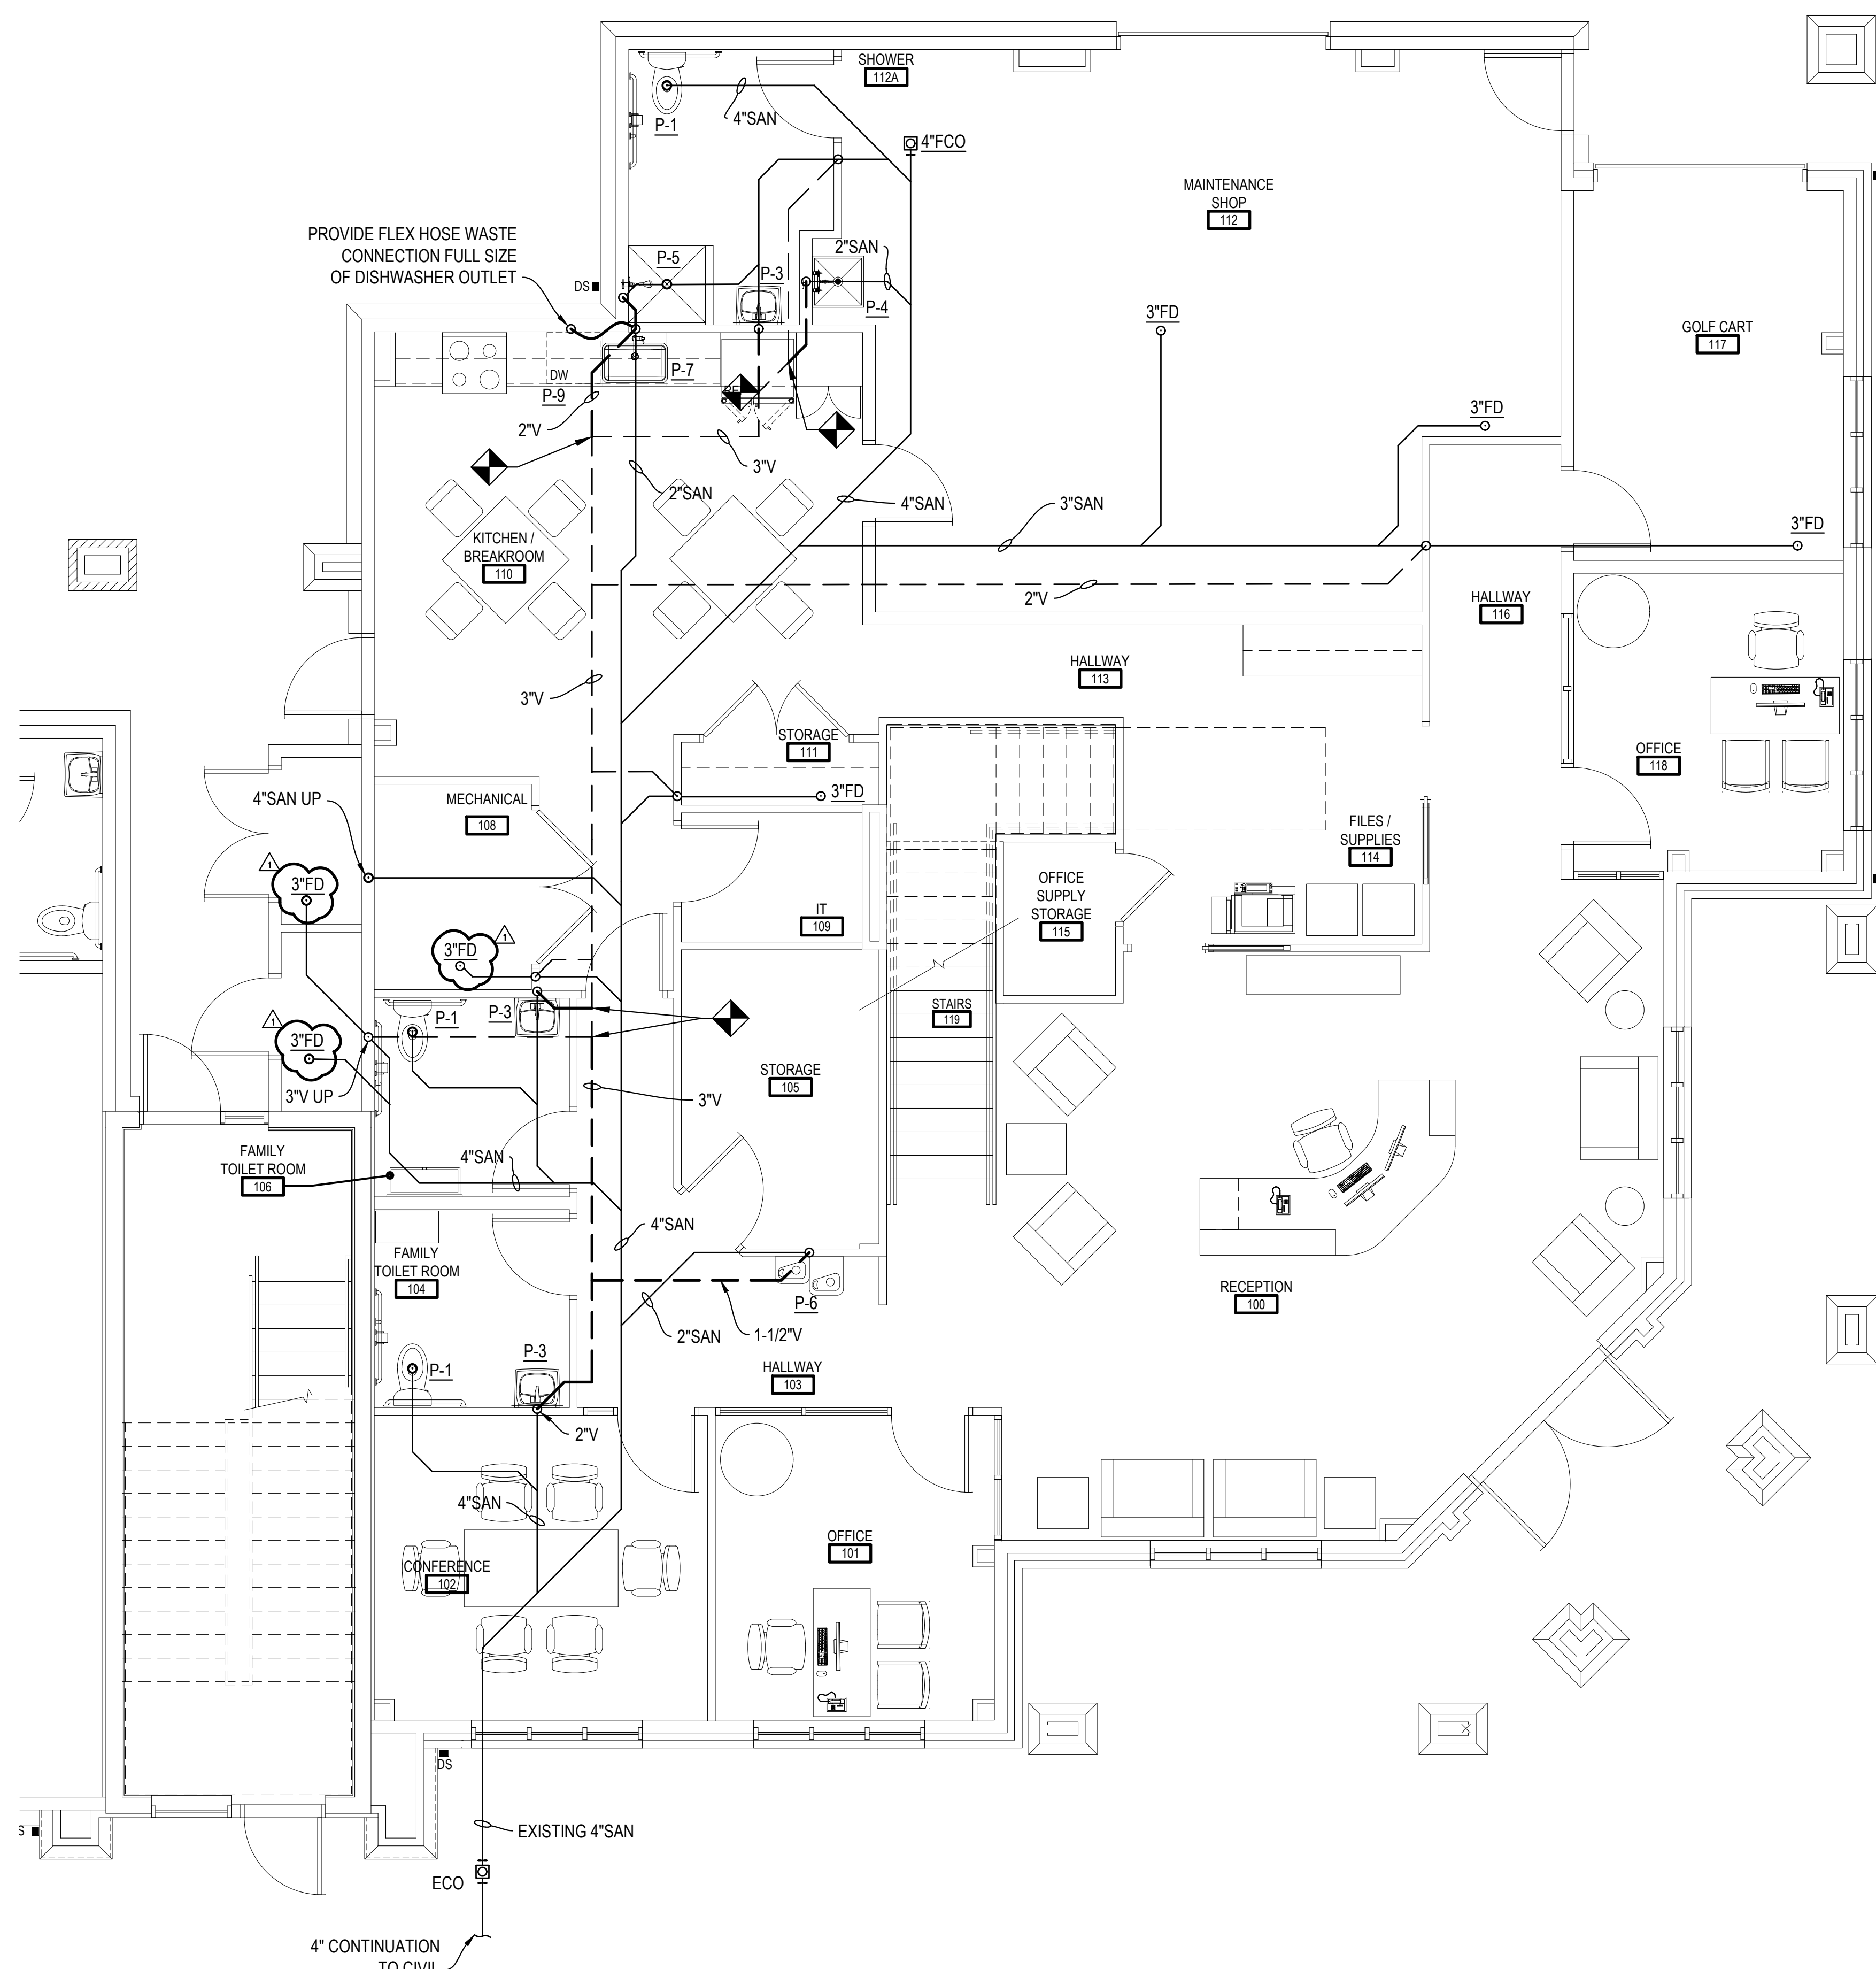 SHOWER
112A
4"SAN
P-1
4"FCO
MAINTENANCE
SHOP
112
PROVIDE FLEX HOSE WASTE
CONNECTION FULL SIZE
OF DISHWASHER OUTLET
2"SAN
P-5
P-3
DS
P-4
3"FD
GOLF CART
117
DW
P-7
P-9
2"V
3"FD
3"V
2"SAN
4"SAN
3"SAN
3"FD
KITCHEN /
BREAKROOM
110
2"V
HALLWAY
116
HALLWAY
113
3"V
STORAGE
111
OFFICE
118
3"FD
4"SAN UP
MECHANICAL
108
FILES /
SUPPLIES
114
1
3"FD
OFFICE
SUPPLY
STORAGE
115
IT
109
1
3"FD
P-1
P-3
STAIRS
119
1
3"FD
STORAGE
105
3"V UP
3"V
FAMILY
TOILET ROOM
106
4"SAN
4"SAN
FAMILY
TOILET ROOM
104
RECEPTION
100
P-6
2"SAN
1-1/2"V
P-3
P-1
HALLWAY
103
2"V
4"SAN
OFFICE
101
CONFERENCE
102
DS
EXISTING 4"SAN
ECO
4" CONTINUATION
TO CIVIL